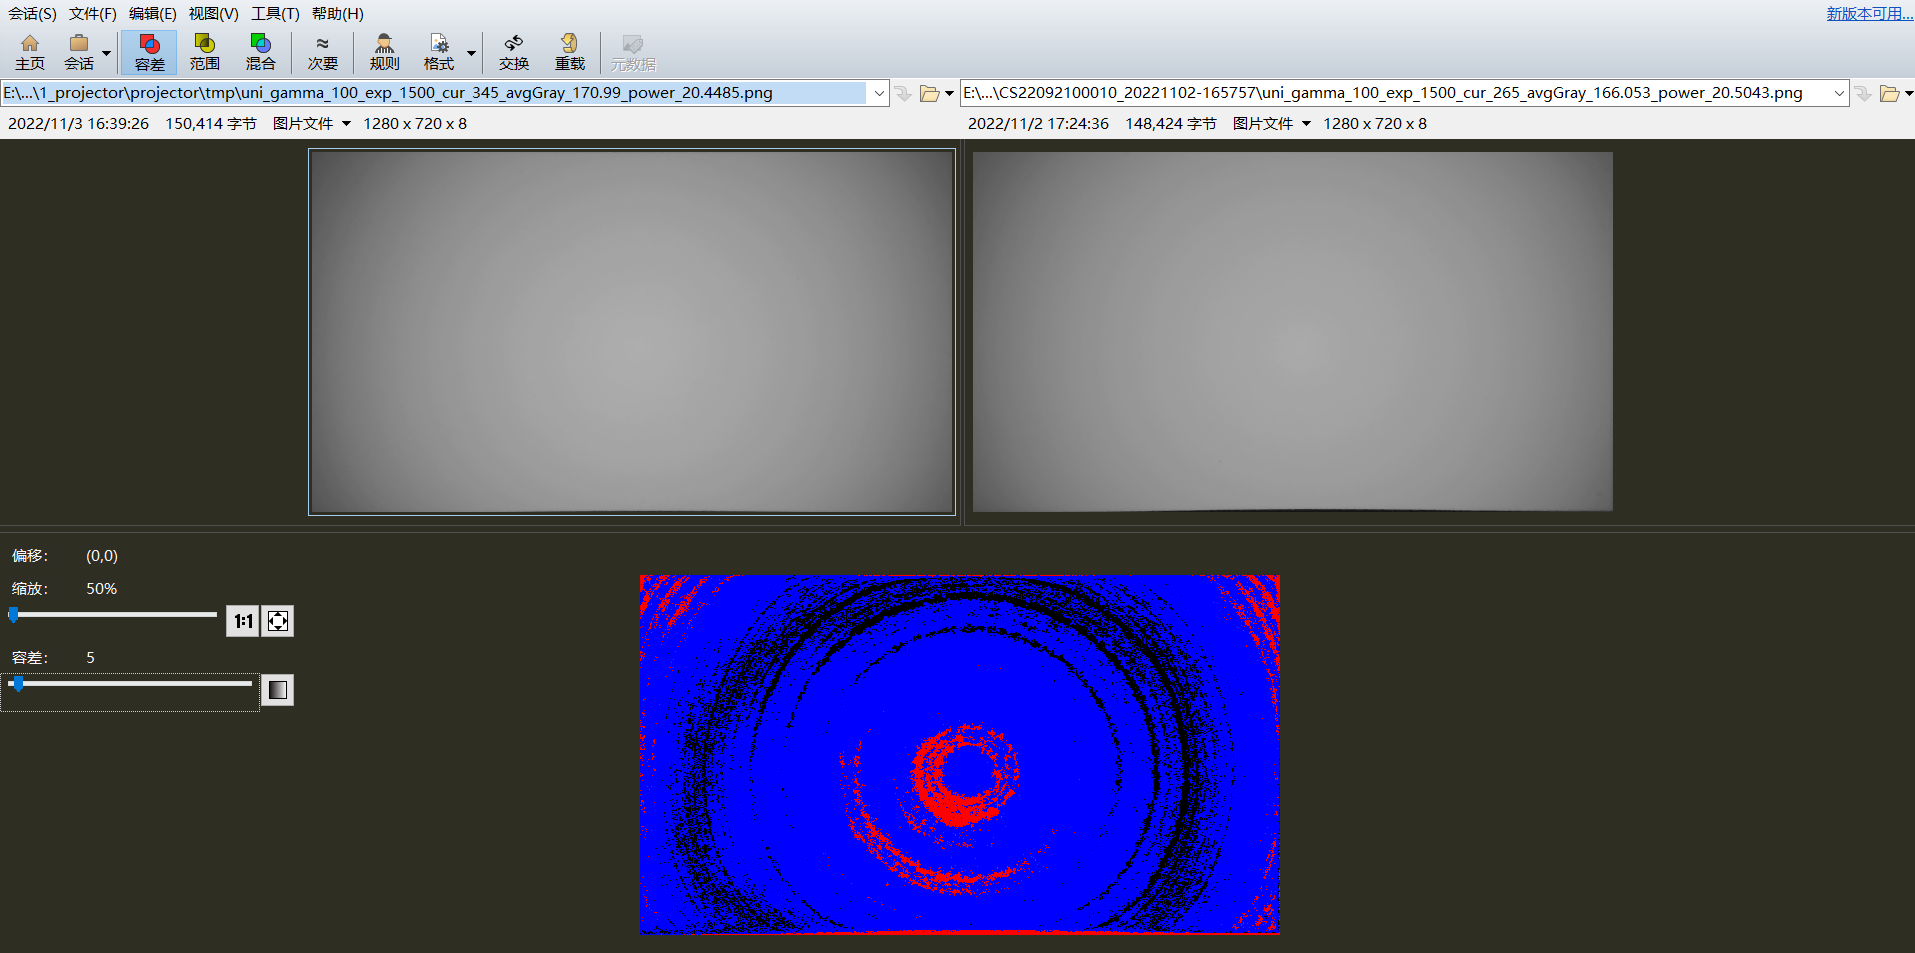 会话(S) 文件(F) 编辑(E) 视图(V) 工具(T) 帮助(H) 新版本可用...
主页 会话 容差 范围 混合 次要 规则 格式 交换 重载 元数据
E:\...\1_projector\projector\tmp\uni_gamma_100_exp_1500_cur_345_avgGray_170.99_power_20.4485.png
E:\...\CS22092100010_20221102-165757\uni_gamma_100_exp_1500_cur_265_avgGray_166.053_power_20.5043.png
2022/11/3 16:39:26 150,414 字节 图片文件 1280 x 720 x 8
2022/11/2 17:24:36 148,424 字节 图片文件 1280 x 720 x 8
偏移: (0,0)
缩放: 50%
1:1
容差: 5